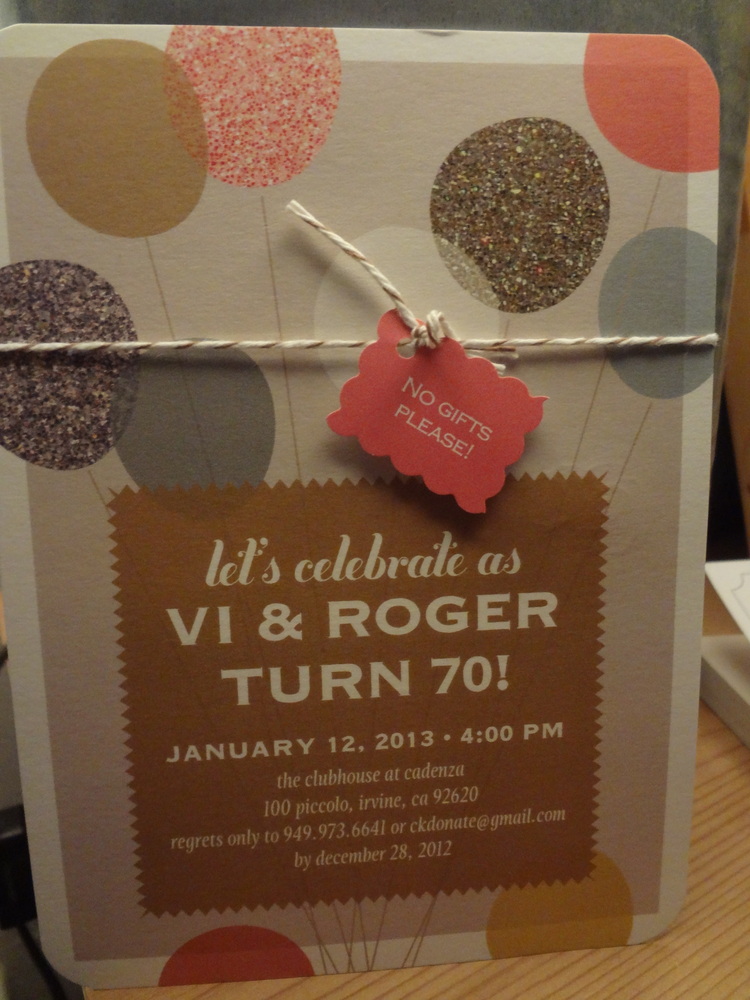 NO GIFTS
PLEASE!
let's celebrate as
VI & ROGER
TURN 70!
JANUARY 12, 2013 • 4:00 PM
the clubhouse at cadenza
100 piccolo, irvine, ca 92620
regrets only to 949.973.6641 or ckdonate@gmail.com
by december 28, 2012